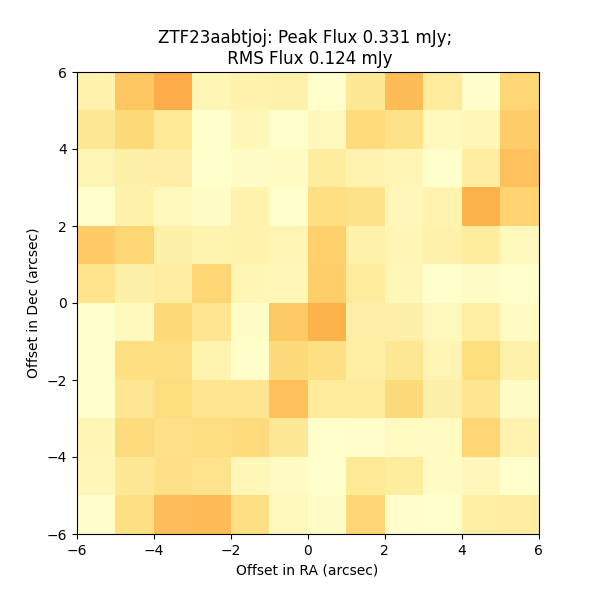 ZTF23aabtjoj: Peak Flux 0.331 mJy;
RMS Flux 0.124 mJy
6
4
2
0
−2
−4
−6
Offset in Dec (arcsec)
−6 −4 −2 0 2 4 6
Offset in RA (arcsec)